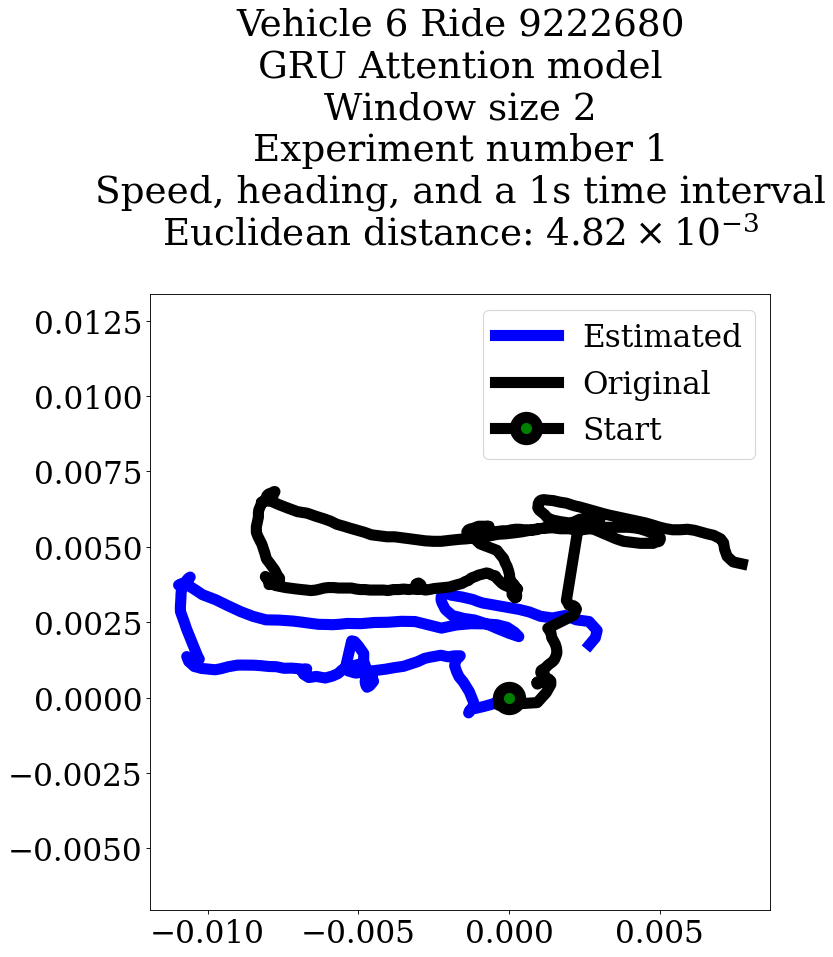 Vehicle 6 Ride 9222680
GRU Attention model
Window size 2
Experiment number 1
Speed, heading, and a 1s time interval
Euclidean distance: 4.82 × 10⁻³
Estimated
Original
Start
0.0125
0.0100
0.0075
0.0050
0.0025
0.0000
−0.0025
−0.0050
−0.010 −0.005 0.000 0.005